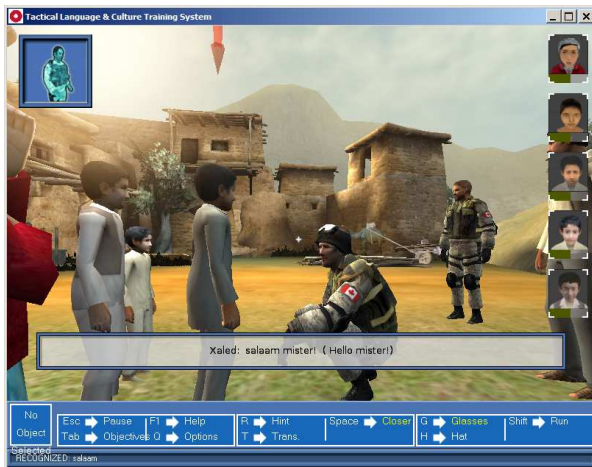 Tactical Language & Culture Training System
Xaled: salaam mister! ( Hello mister!)
No Object Selected
Esc Pause F1 Help R Hint Space Closer G Glasses Shift Run
Tab Objectives Q Options T Trans. H Hat
RECOGNIZED: salaam